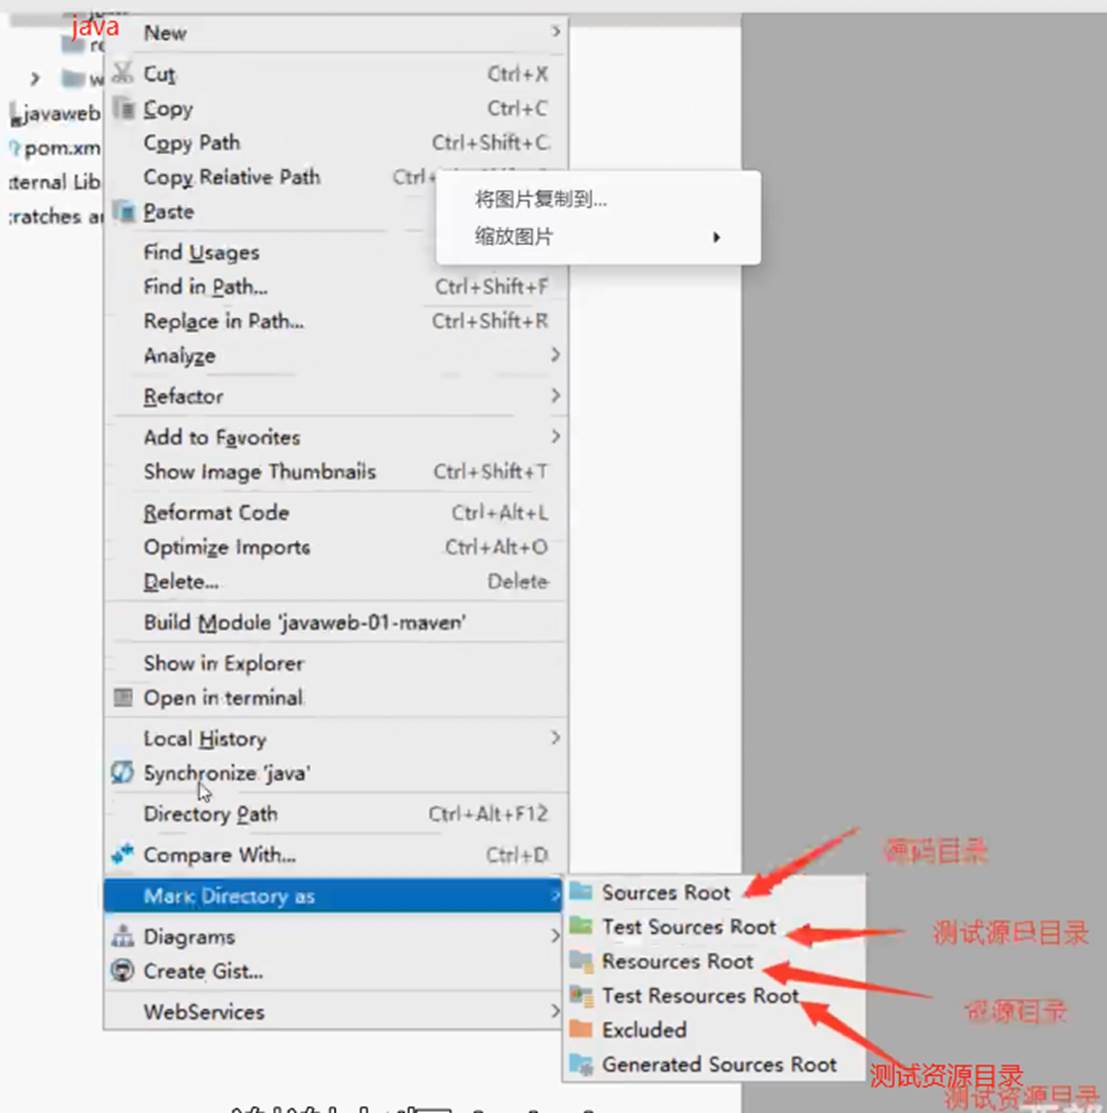 java
New
Cut Ctrl+X
javaweb Copy Ctrl+C
pom.xm Copy Path Ctrl+Shift+C
ternal Lib Copy Relative Path Ctrl+
将图片复制到...
ratches ar Paste
缩放图片
Find Usages
Find in Path... Ctrl+Shift+F
Replace in Path... Ctrl+Shift+R
Analyze
Refactor
Add to Favorites
Show Image Thumbnails Ctrl+Shift+T
Reformat Code Ctrl+Alt+L
Optimize Imports Ctrl+Alt+O
Delete... Delete
Build Module 'javaweb-01-maven'
Show in Explorer
Open in terminal
Local History
Synchronize 'java'
Directory Path Ctrl+Alt+F12
Compare With... Ctrl+D
源码目录
Mark Directory as Sources Root
Test Sources Root 测试源码目录
Diagrams
Resources Root
Create Gist...
Test Resources Root 资源目录
WebServices
Excluded
Generated Sources Root
测试资源目录
测试资源目录